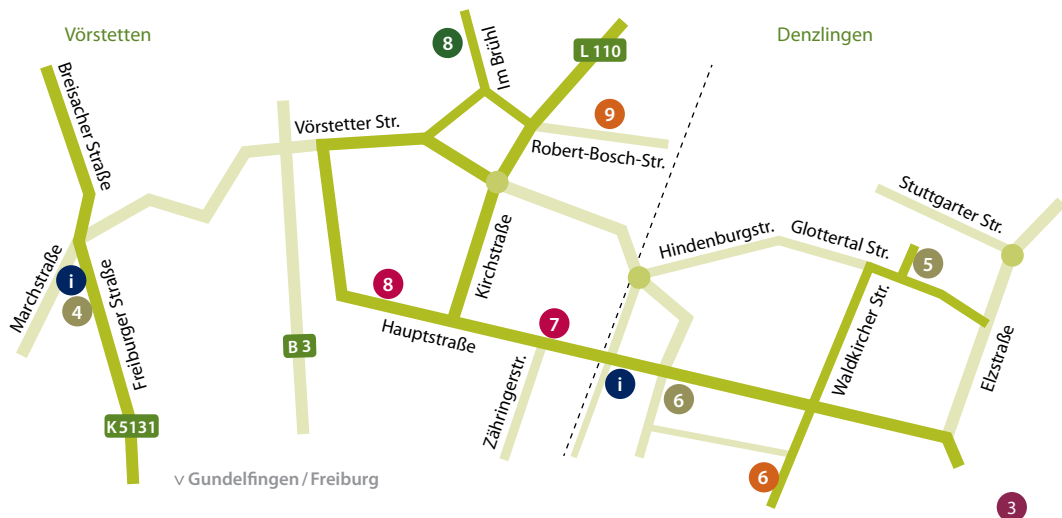 Vörstetten
Denzlingen
8
Im Brühl
L 110
Breisacher Straße
9
Vörstetter Str.
Robert-Bosch-Str.
Stuttgarter Str.
Hindenburgstr.
Glottertal Str.
Marchstraße
i
4
Freiburger Straße
8
Kirchstraße
5
Hauptstraße
7
B 3
Waldkircher Str.
Elzstraße
Zähringerstr.
i
6
K 5131
v Gundelfingen / Freiburg
6
3